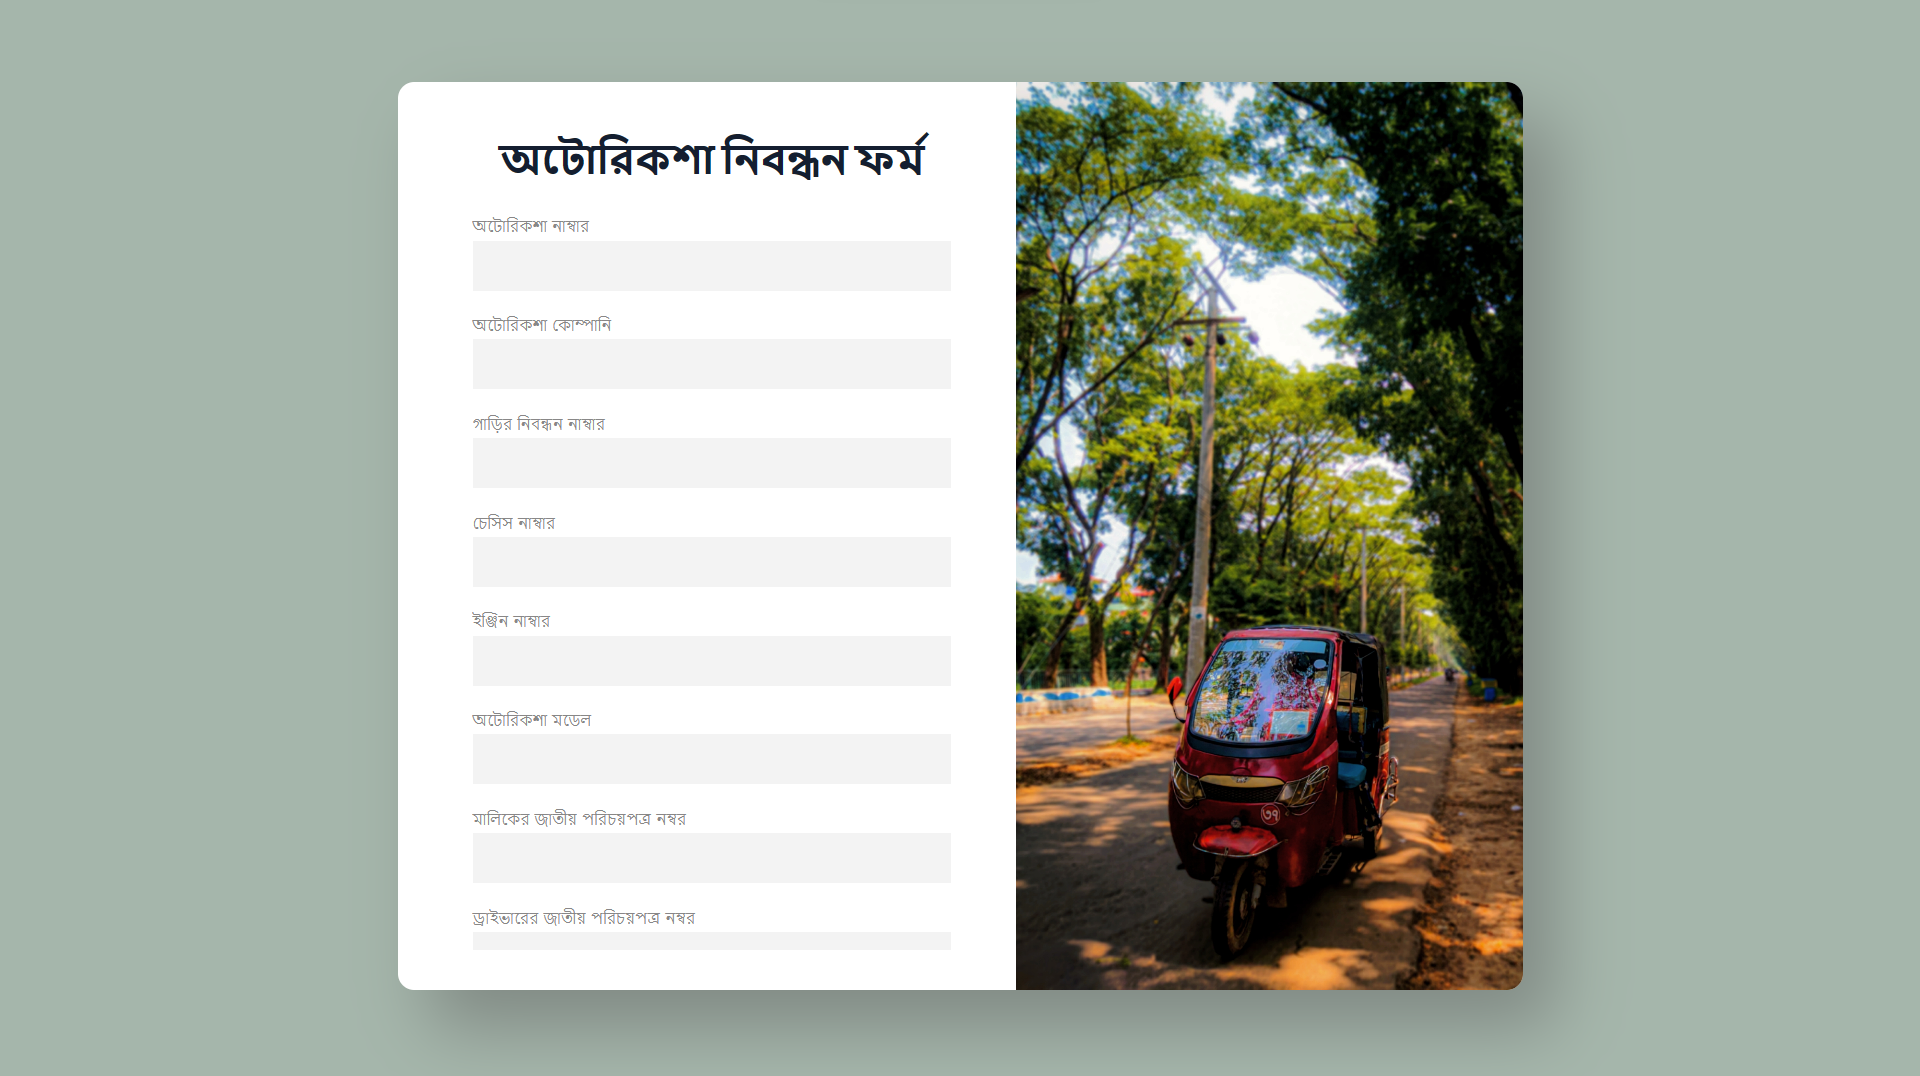 অটোরিকশা নিবন্ধন ফর্ম
অটোরিকশা নাম্বার
অটোরিকশা কোম্পানি
গাড়ির নিবন্ধন নাম্বার
চেসিস নাম্বার
ইঞ্জিন নাম্বার
অটোরিকশা মডেল
মালিকের জাতীয় পরিচয়পত্র নম্বর
ড্রাইভারের জাতীয় পরিচয়পত্র নম্বর
৩৭